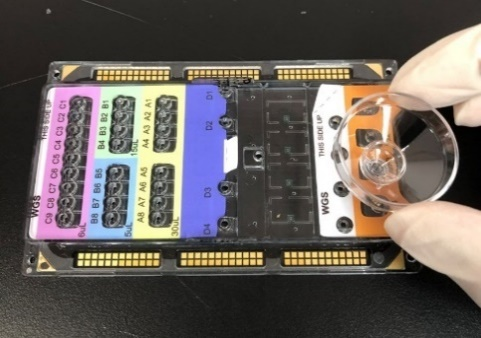 THIS SIDE UP
WGS
C9 C8 C7 C6 C5 C4 C3 C2 C1
6uL
B4 B3 B2 B1
15uL
B8 B7 B6 B5
5uL
A4 A3 A2 A1
A8 A7 A6 A5
30uL
D1
D2
D3
D4
THIS SIDE UP
WGS